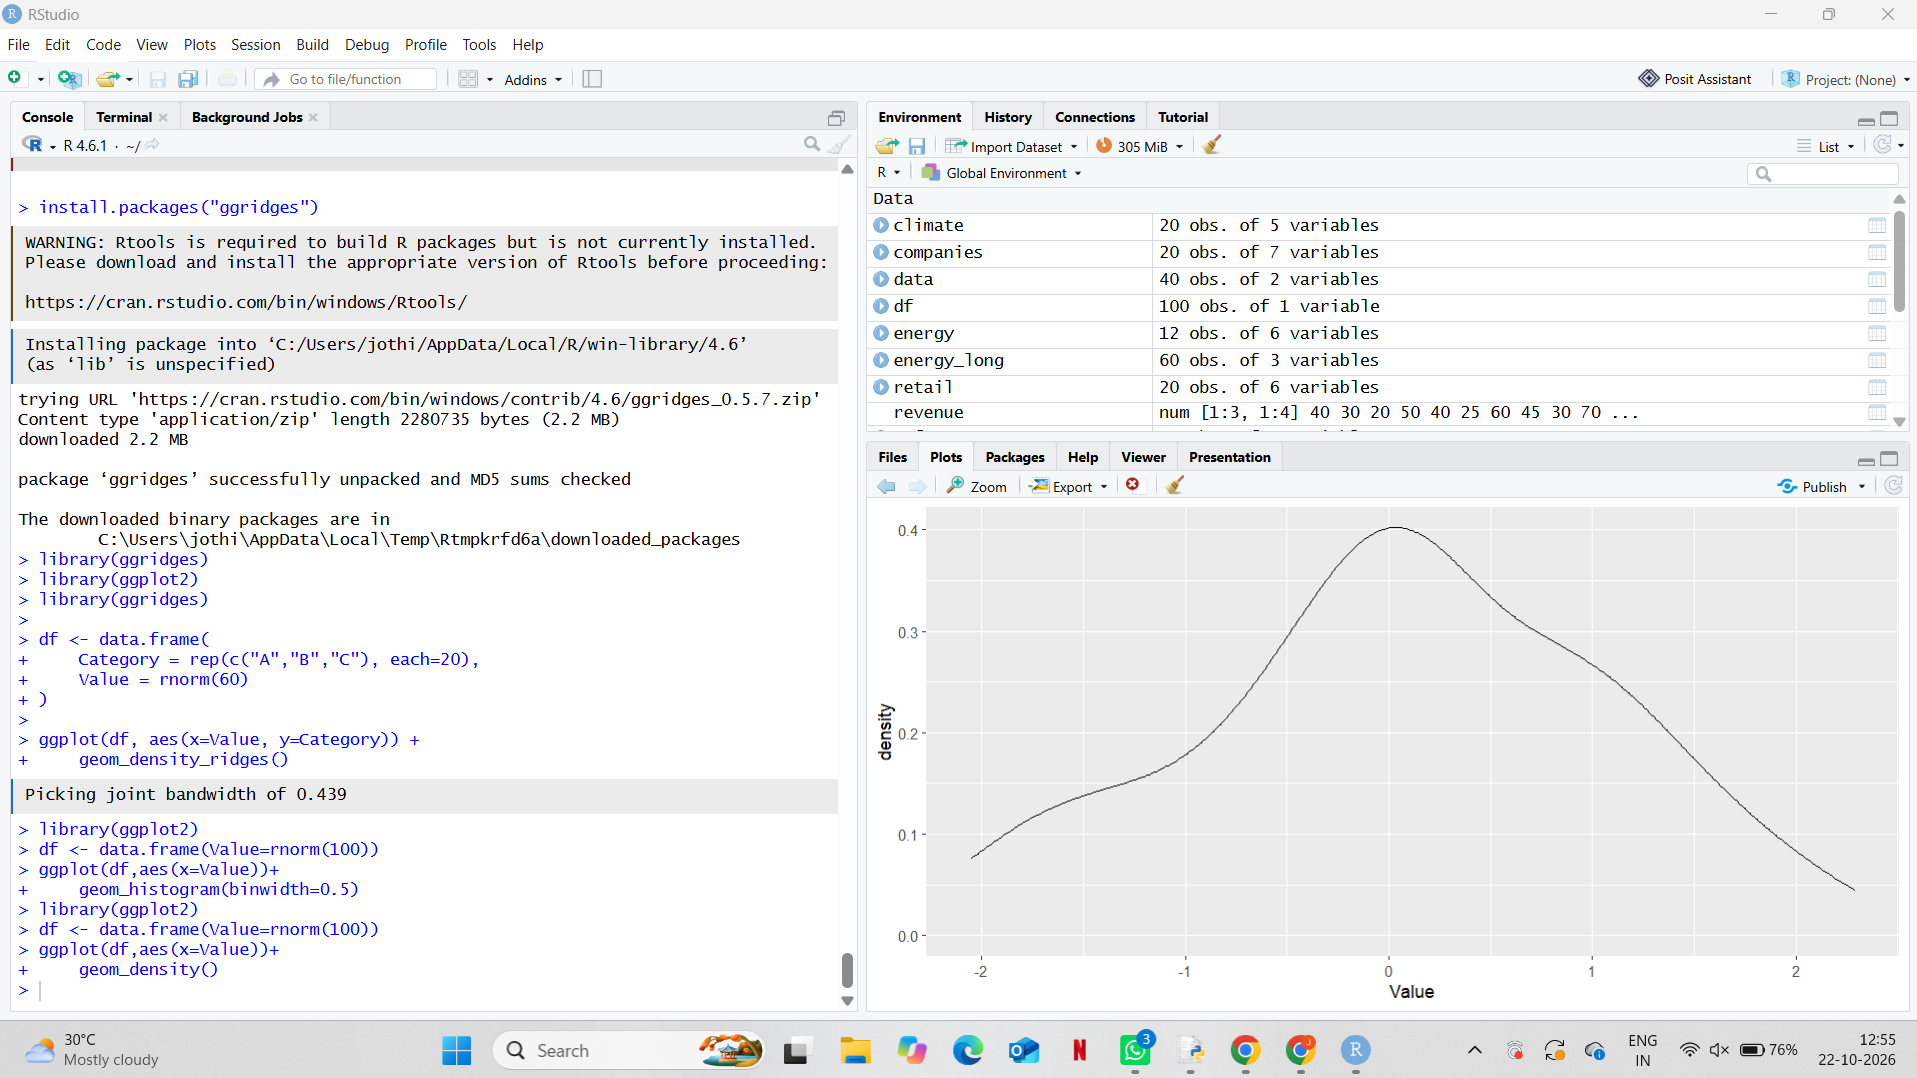 RStudio
File Edit Code View Plots Session Build Debug Profile Tools Help
Go to file/function Addins Posit Assistant Project: (None)
Console Terminal Background Jobs
R 4.6.1 · ~/
> install.packages("ggridges")
WARNING: Rtools is required to build R packages but is not currently installed.
Please download and install the appropriate version of Rtools before proceeding:
https://cran.rstudio.com/bin/windows/Rtools/
Installing package into ‘C:/Users/jothi/AppData/Local/R/win-library/4.6’
(as ‘lib’ is unspecified)
trying URL 'https://cran.rstudio.com/bin/windows/contrib/4.6/ggridges_0.5.7.zip'
Content type 'application/zip' length 2280735 bytes (2.2 MB)
downloaded 2.2 MB
package ‘ggridges’ successfully unpacked and MD5 sums checked
The downloaded binary packages are in
C:\Users\jothi\AppData\Local\Temp\Rtmpkrfd6a\downloaded_packages
> library(ggridges)
> library(ggplot2)
> library(ggridges)
>
> df <- data.frame(
+ Category = rep(c("A","B","C"), each=20),
+ Value = rnorm(60)
+ )
>
> ggplot(df, aes(x=Value, y=Category)) +
+ geom_density_ridges()
Picking joint bandwidth of 0.439
> library(ggplot2)
> df <- data.frame(Value=rnorm(100))
> ggplot(df,aes(x=Value))+
+ geom_histogram(binwidth=0.5)
> library(ggplot2)
> df <- data.frame(Value=rnorm(100))
> ggplot(df,aes(x=Value))+
+ geom_density()
>
Environment History Connections Tutorial
Import Dataset 305 MiB List
R Global Environment
Data
climate 20 obs. of 5 variables
companies 20 obs. of 7 variables
data 40 obs. of 2 variables
df 100 obs. of 1 variable
energy 12 obs. of 6 variables
energy_long 60 obs. of 3 variables
retail 20 obs. of 6 variables
revenue num [1:3, 1:4] 40 30 20 50 40 25 60 45 30 70 ...
Files Plots Packages Help Viewer Presentation
Zoom Export Publish
0.4
0.3
0.2
0.1
0.0
density
-2 -1 0 1 2
Value
30°C
Mostly cloudy
Search
3
ENG
IN
76%
12:55
22-10-2026